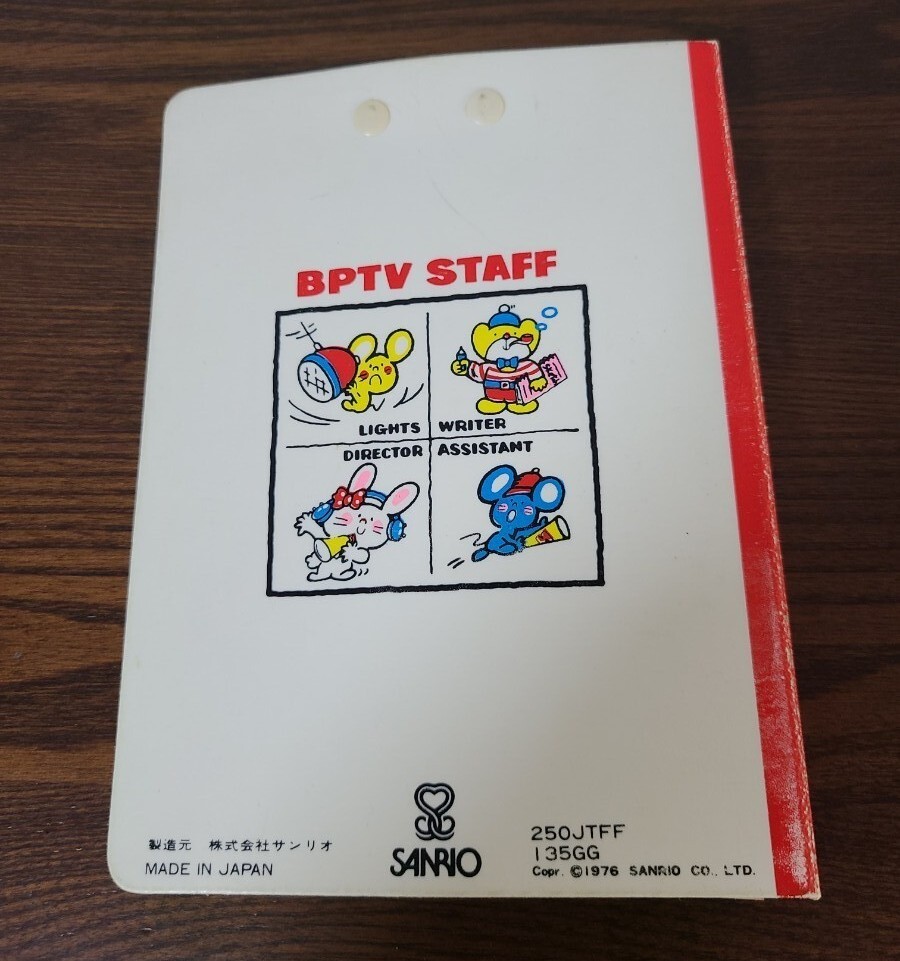 BPTV STAFF
LIGHTS
WRITER
DIRECTOR
ASSISTANT
製造元 株式会社サンリオ
MADE IN JAPAN
SANRIO
250JTFF
135GG
Copr. ©1976 SANRIO CO., LTD.